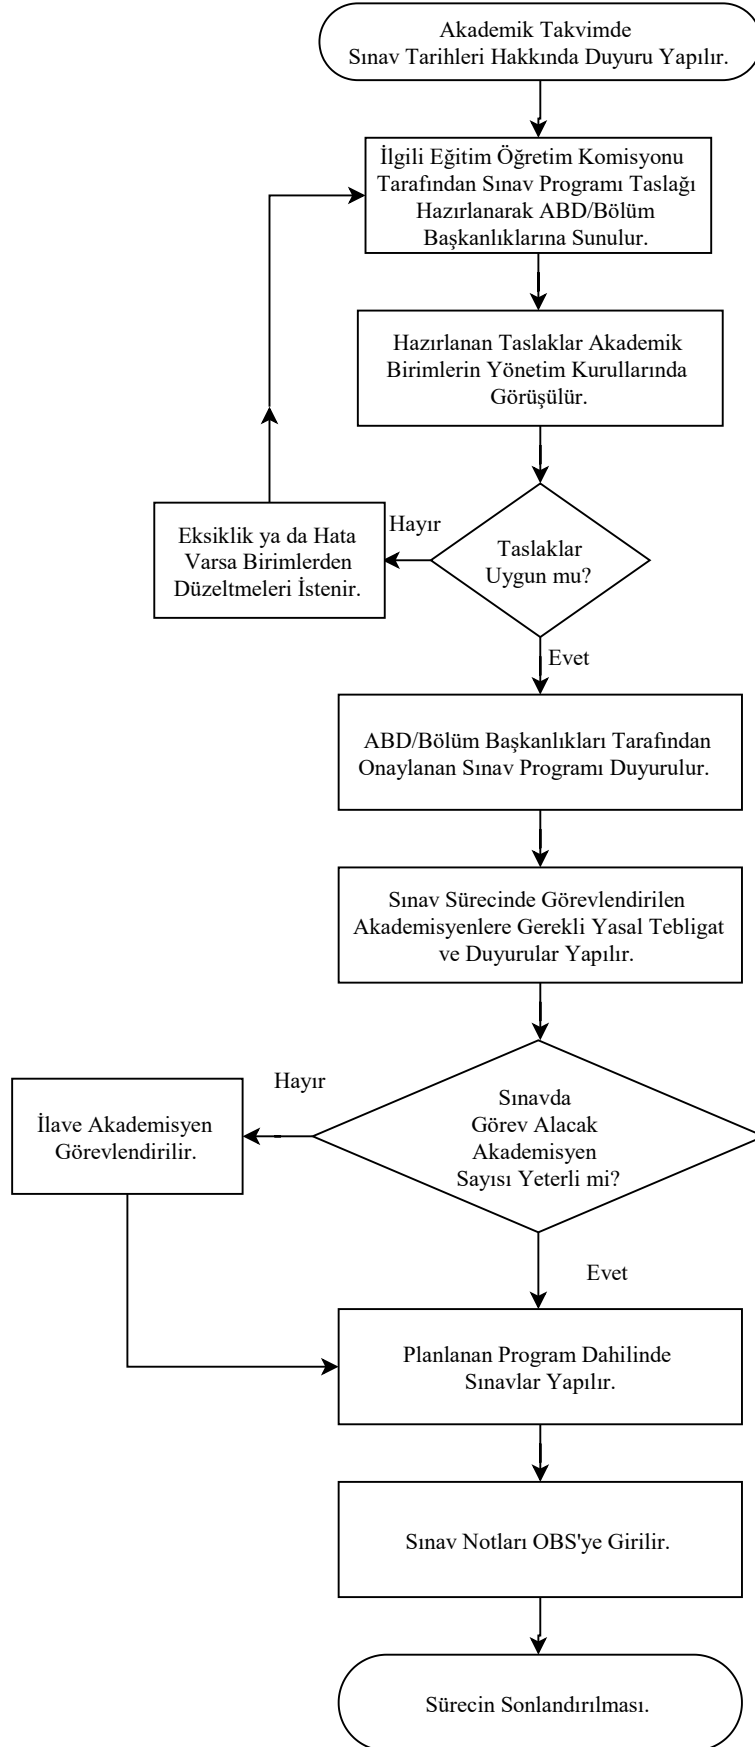 Akademik Takvimde
Sınav Tarihleri Hakkında Duyuru Yapılır.
İlgili Eğitim Öğretim Komisyonu
Tarafından Sınav Programı Taslağı
Hazırlanarak ABD/Bölüm
Başkanlıklarına Sunulur.
Hazırlanan Taslaklar Akademik
Birimlerin Yönetim Kurullarında
Görüşülür.
Taslaklar
Uygun mu?
Hayır
Eksiklik ya da Hata
Varsa Birimlerden
Düzeltmeleri İstenir.
Evet
ABD/Bölüm Başkanlıkları Tarafından
Onaylanan Sınav Programı Duyurulur.
Sınav Sürecinde Görevlendirilen
Akademisyenlere Gerekli Yasal Tebligat
ve Duyurular Yapılır.
Sınavda
Görev Alacak
Akademisyen
Sayısı Yeterli mi?
Hayır
İlave Akademisyen
Görevlendirilir.
Evet
Planlanan Program Dahilinde
Sınavlar Yapılır.
Sınav Notları OBS'ye Girilir.
Sürecin Sonlandırılması.